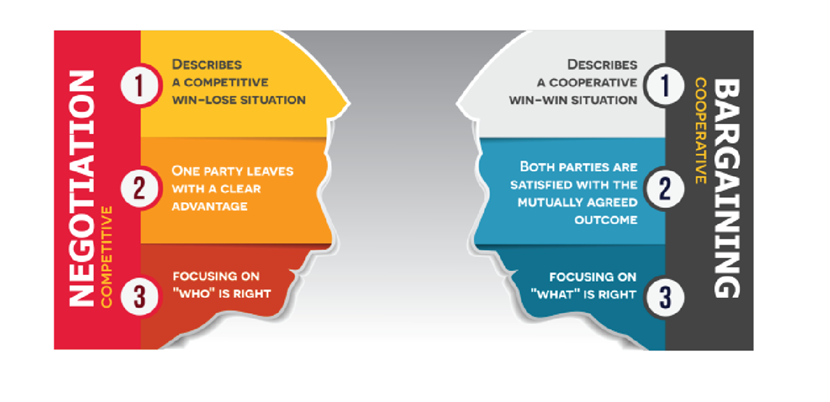 NEGOTIATION
COMPETITIVE
1
DESCRIBES
A COMPETITIVE
WIN-LOSE SITUATION
2
ONE PARTY LEAVES
WITH A CLEAR
ADVANTAGE
3
FOCUSING ON
"WHO" IS RIGHT
DESCRIBES
A COOPERATIVE
WIN-WIN SITUATION
1
BOTH PARTIES ARE
SATISFIED WITH THE
MUTUALLY AGREED
OUTCOME
2
FOCUSING ON
"WHAT" IS RIGHT
3
BARGAINING
COOPERATIVE